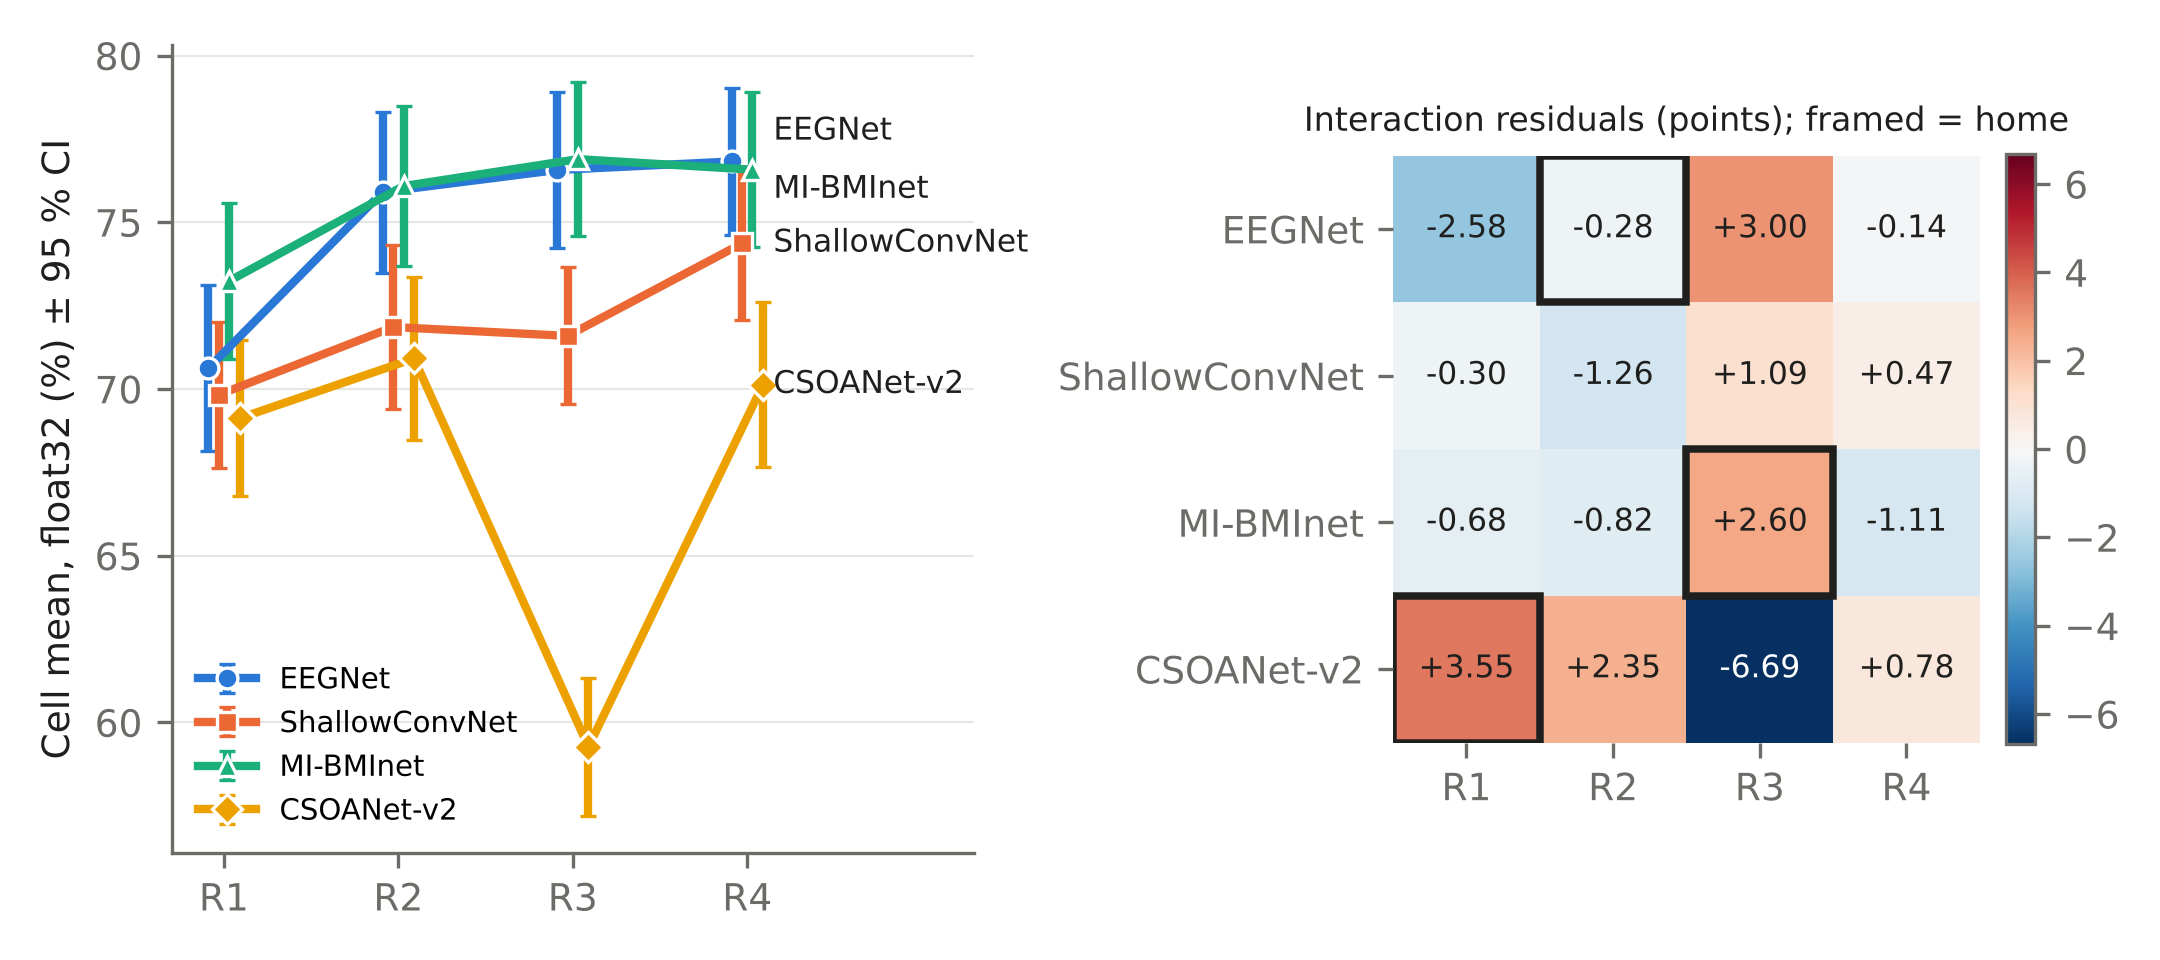 Cell mean, float32 (%) ± 95 % CI
80
75
70
65
60
R1 R2 R3 R4
EEGNet
MI-BMInet
ShallowConvNet
CSOANet-v2
EEGNet
ShallowConvNet
MI-BMInet
CSOANet-v2
Interaction residuals (points); framed = home
EEGNet -2.58 -0.28 +3.00 -0.14
ShallowConvNet -0.30 -1.26 +1.09 +0.47
MI-BMInet -0.68 -0.82 +2.60 -1.11
CSOANet-v2 +3.55 +2.35 -6.69 +0.78
R1 R2 R3 R4
6
4
2
0
−2
−4
−6